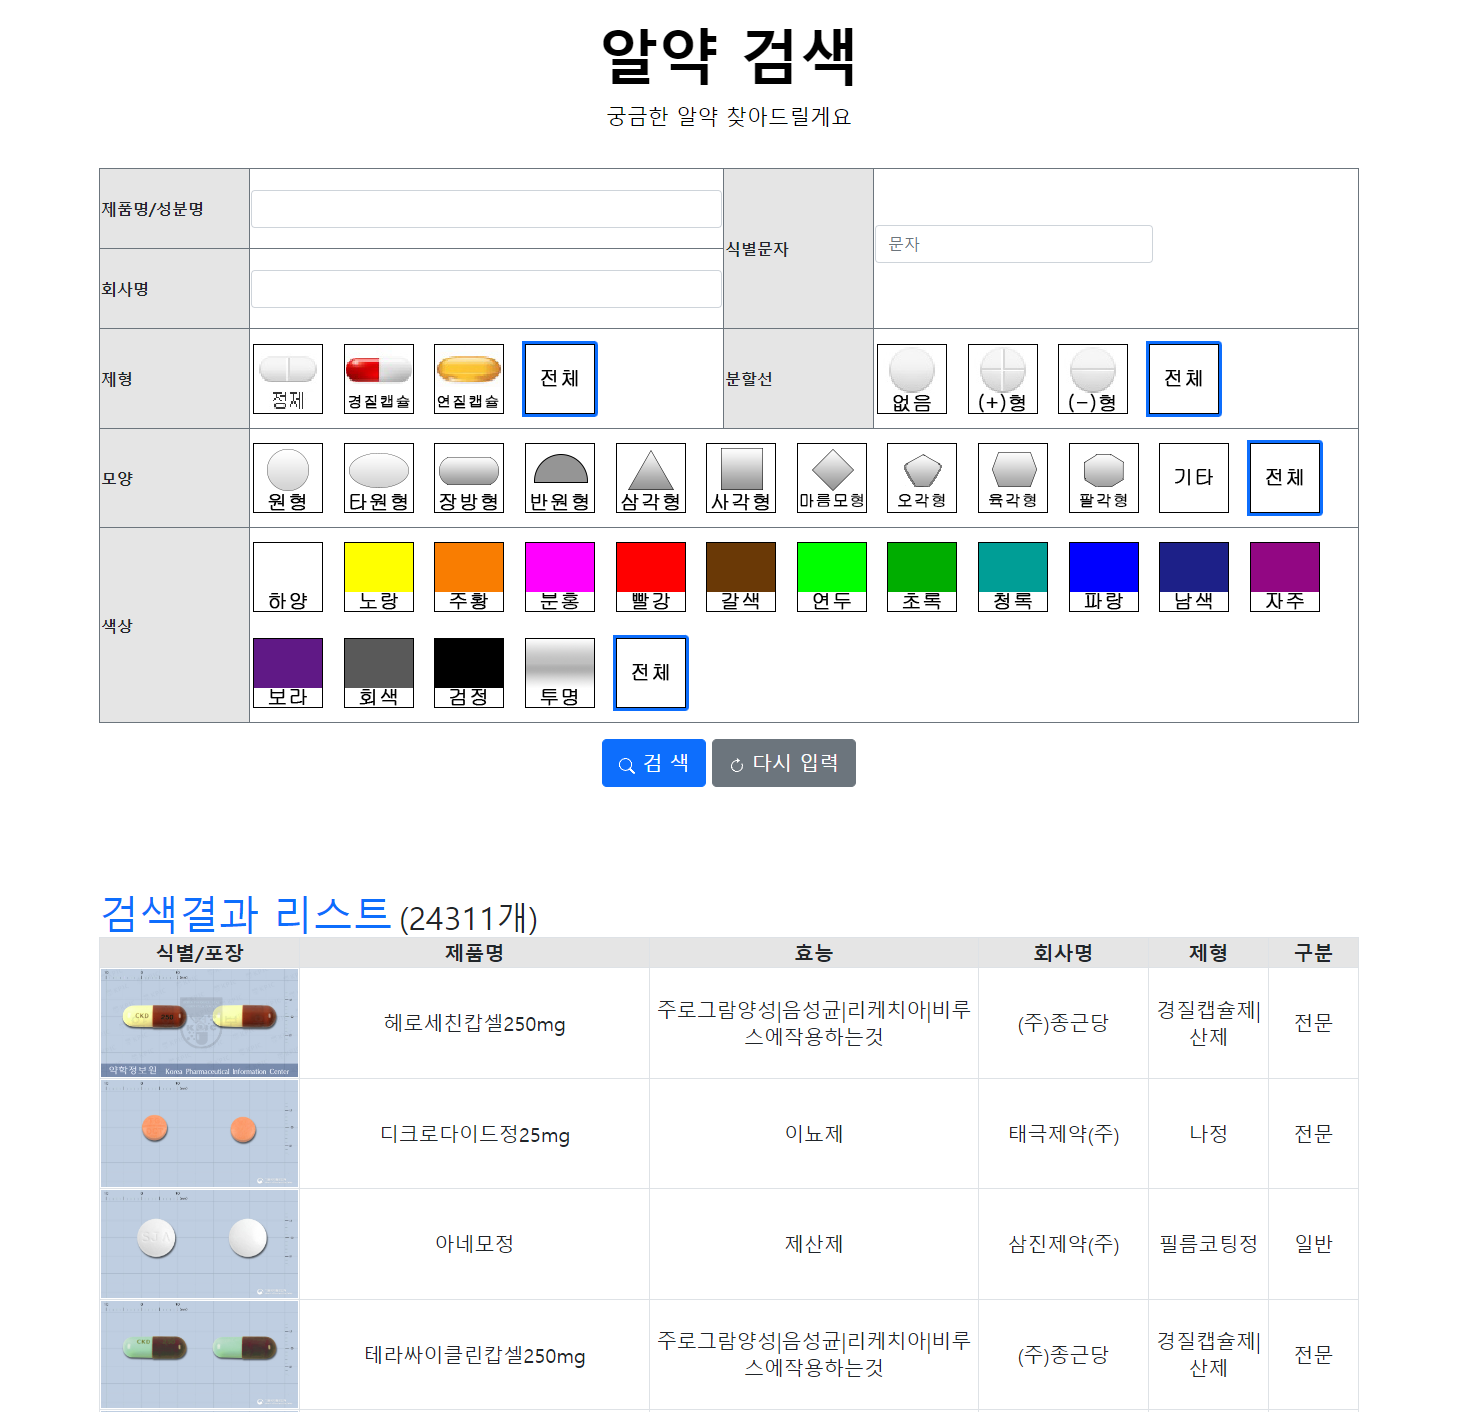 알약 검색
궁금한 알약 찾아드릴게요
제품명/성분명
식별문자
문자
회사명
제형
정제 경질캡슐 연질캡슐 전체
분할선
없음 (+)형 (−)형 전체
모양
원형 타원형 장방형 반원형 삼각형 사각형 마름모형 오각형 육각형 팔각형 기타 전체
색상
하양 노랑 주황 분홍 빨강 갈색 연두 초록 청록 파랑 남색 자주
보라 회색 검정 투명 전체
검 색 다시 입력
검색결과 리스트 (24311개)
식별/포장 제품명 효능 회사명 제형 구분
CKD 250
약학정보원 Korea Pharmaceutical Information Center
헤로세친캅셀250mg
주로그람양성|음성균|리케치아|비루
스에작용하는것
(주)종근당
경질캡슐제|
산제
전문
디크로다이드정25mg 이뇨제 태극제약(주) 나정 전문
SJA
아네모정 제산제 삼진제약(주) 필름코팅정 일반
CKD
테라싸이클린캅셀250mg
주로그람양성|음성균|리케치아|비루
스에작용하는것
(주)종근당
경질캡슐제|
산제
전문